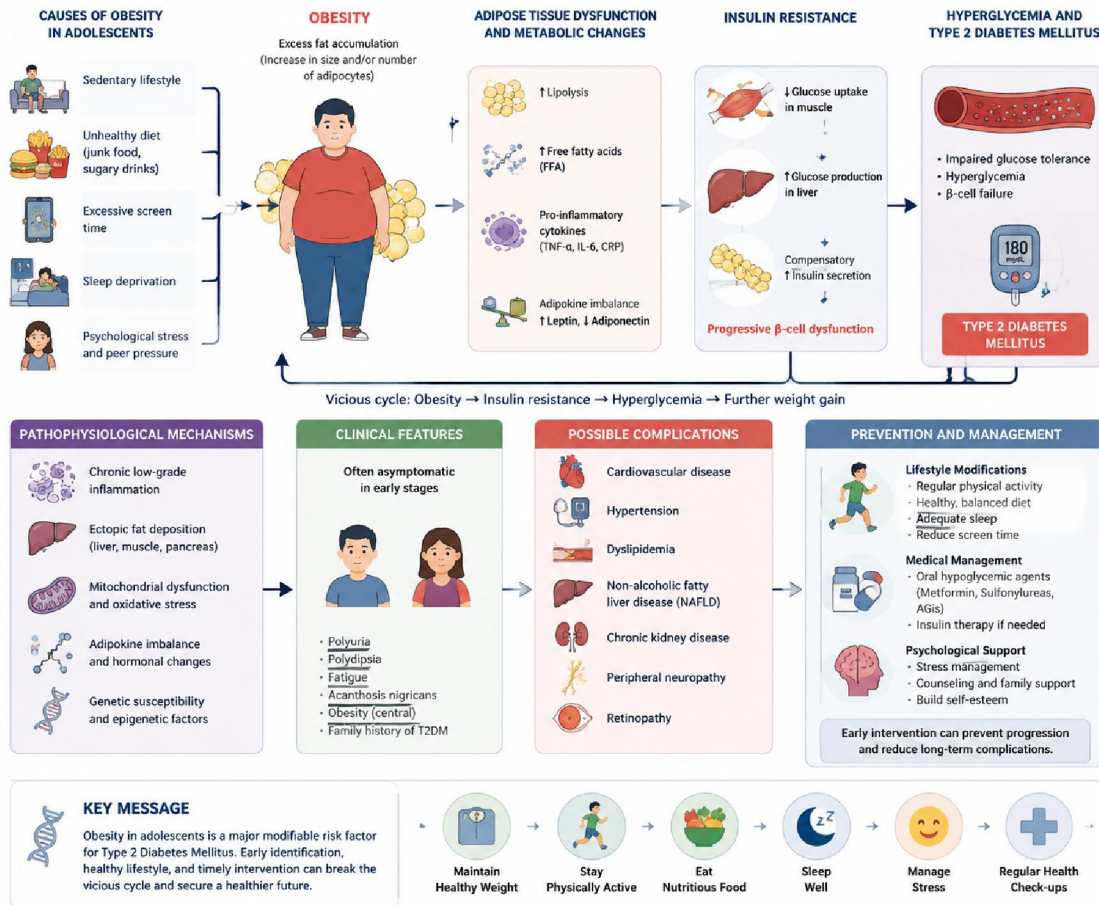 CAUSES OF OBESITY
IN ADOLESCENTS
Sedentary lifestyle
Unhealthy diet
(junk food,
sugary drinks)
Excessive screen
time
Sleep deprivation
Psychological stress
and peer pressure
OBESITY
Excess fat accumulation
(Increase in size and/or number
of adipocytes)
ADIPOSE TISSUE DYSFUNCTION
AND METABOLIC CHANGES
↑ Lipolysis
↑ Free fatty acids
(FFA)
Pro-inflammatory
cytokines
(TNF-α, IL-6, CRP)
Adipokine imbalance
↑ Leptin, ↓ Adiponectin
INSULIN RESISTANCE
↓ Glucose uptake
in muscle
↑ Glucose production
in liver
Compensatory
↑ Insulin secretion
Progressive β-cell dysfunction
HYPERGLYCEMIA AND
TYPE 2 DIABETES MELLITUS
• Impaired glucose tolerance
• Hyperglycemia
• β-cell failure
180
mg/dL
TYPE 2 DIABETES
MELLITUS
Vicious cycle: Obesity → Insulin resistance → Hyperglycemia → Further weight gain
PATHOPHYSIOLOGICAL MECHANISMS
Chronic low-grade
inflammation
Ectopic fat deposition
(liver, muscle, pancreas)
Mitochondrial dysfunction
and oxidative stress
Adipokine imbalance
and hormonal changes
Genetic susceptibility
and epigenetic factors
CLINICAL FEATURES
Often asymptomatic
in early stages
• Polyuria
• Polydipsia
• Fatigue
• Acanthosis nigricans
• Obesity (central)
• Family history of T2DM
POSSIBLE COMPLICATIONS
Cardiovascular disease
Hypertension
Dyslipidemia
Non-alcoholic fatty
liver disease (NAFLD)
Chronic kidney disease
Peripheral neuropathy
Retinopathy
PREVENTION AND MANAGEMENT
Lifestyle Modifications
• Regular physical activity
• Healthy, balanced diet
• Adequate sleep
• Reduce screen time
Medical Management
• Oral hypoglycemic agents
(Metformin, Sulfonylureas,
AGis)
• Insulin therapy if needed
Psychological Support
• Stress management
• Counseling and family support
• Build self-esteem
Early intervention can prevent progression
and reduce long-term complications.
KEY MESSAGE
Obesity in adolescents is a major modifiable risk factor
for Type 2 Diabetes Mellitus. Early identification,
healthy lifestyle, and timely intervention can break the
vicious cycle and secure a healthier future.
Maintain
Healthy Weight
Stay
Physically Active
Eat
Nutritious Food
Sleep
Well
Manage
Stress
Regular Health
Check-ups